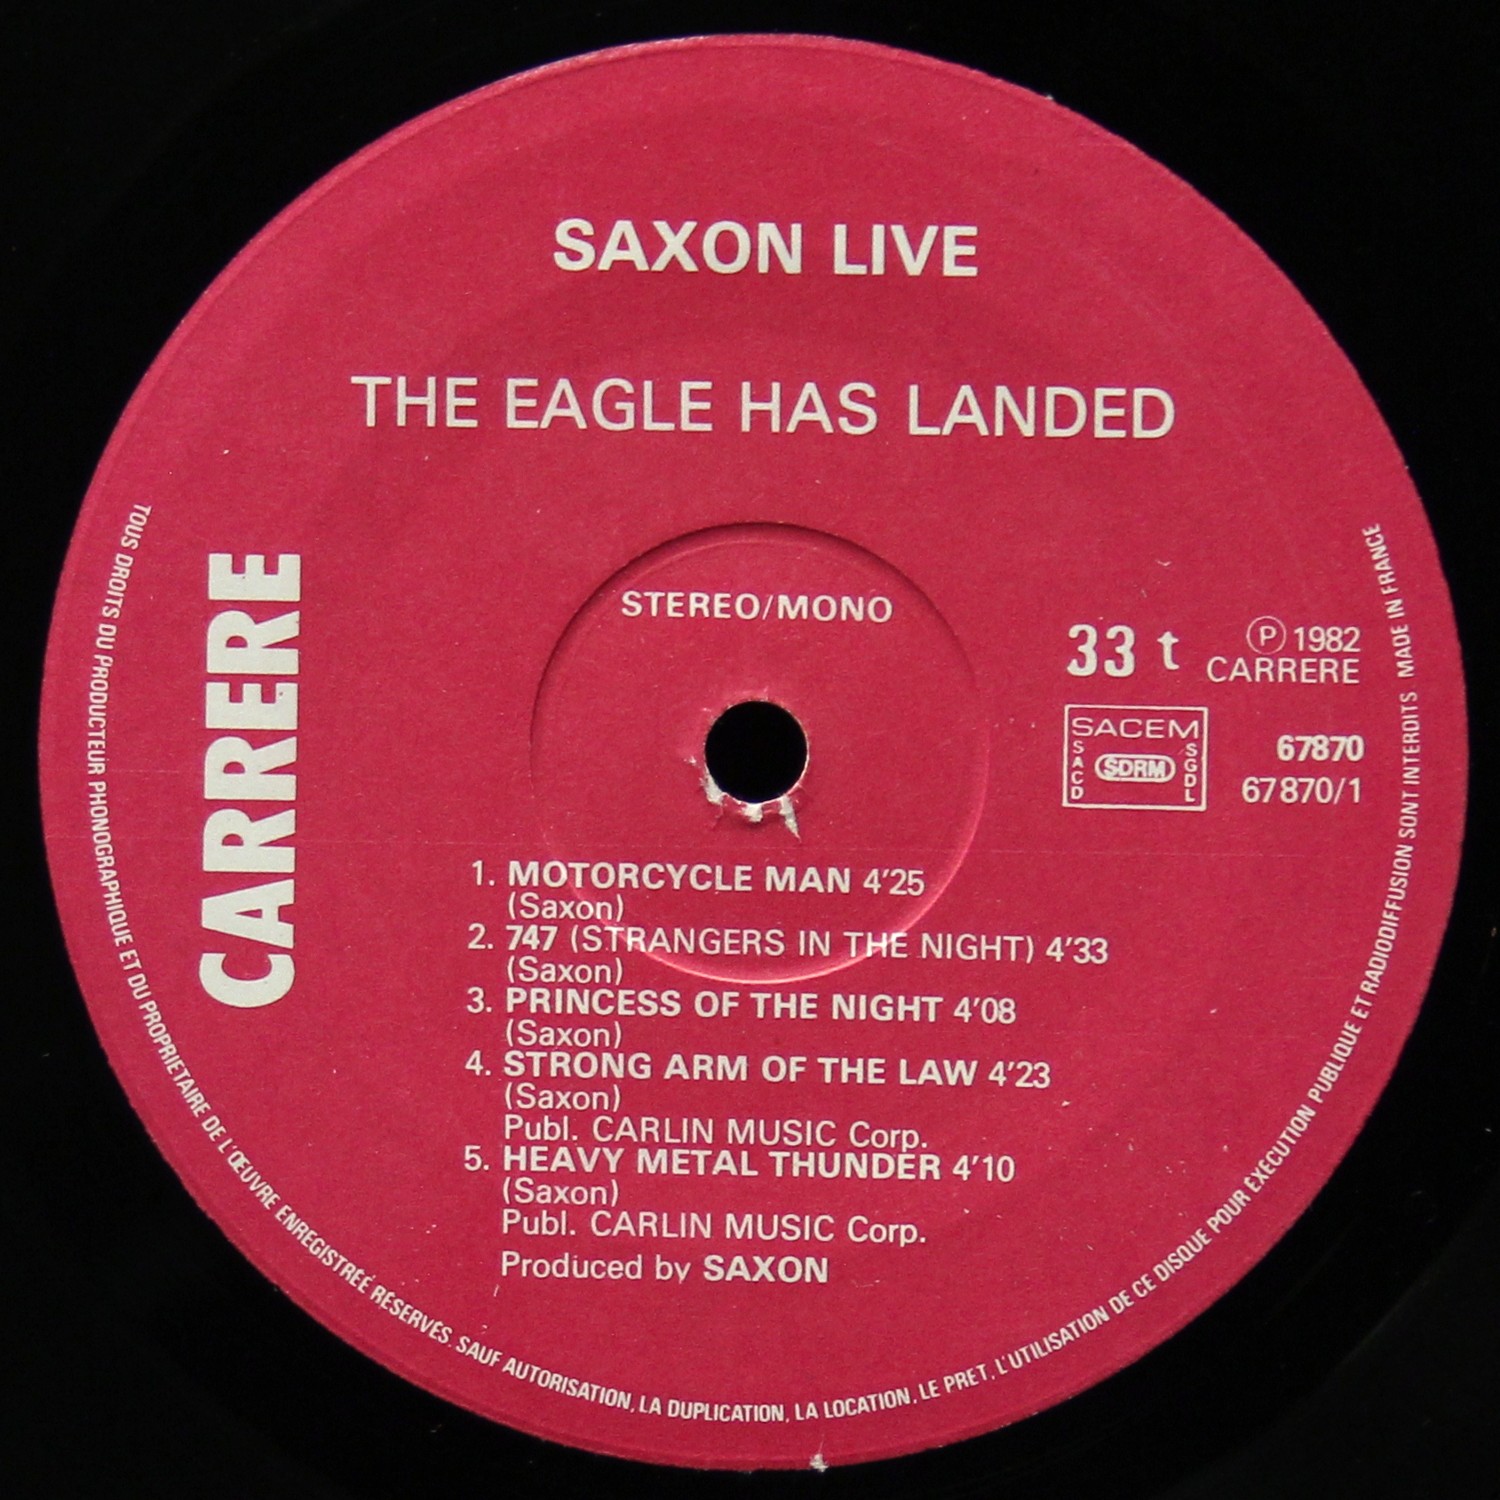 SAXON LIVE
THE EAGLE HAS LANDED
CARRERE
STEREO/MONO
33 t
Ⓟ 1982
CARRERE
SACEM
SACD
SDRM
SGDL
67870
67870/1
1. MOTORCYCLE MAN 4'25
(Saxon)
2. 747 (STRANGERS IN THE NIGHT) 4'33
(Saxon)
3. PRINCESS OF THE NIGHT 4'08
(Saxon)
4. STRONG ARM OF THE LAW 4'23
(Saxon)
Publ. CARLIN MUSIC Corp.
5. HEAVY METAL THUNDER 4'10
(Saxon)
Publ. CARLIN MUSIC Corp.
Produced by SAXON
TOUS DROITS DU PRODUCTEUR PHONOGRAPHIQUE ET DU PROPRIETAIRE DE L'ŒUVRE ENREGISTRÉE RÉSERVÉS. SAUF AUTORISATION, LA DUPLICATION, LA LOCATION, LE PRET, L'UTILISATION DE CE DISQUE POUR EXÉCUTION PUBLIQUE ET RADIODIFFUSION SONT INTERDITS MADE IN FRANCE